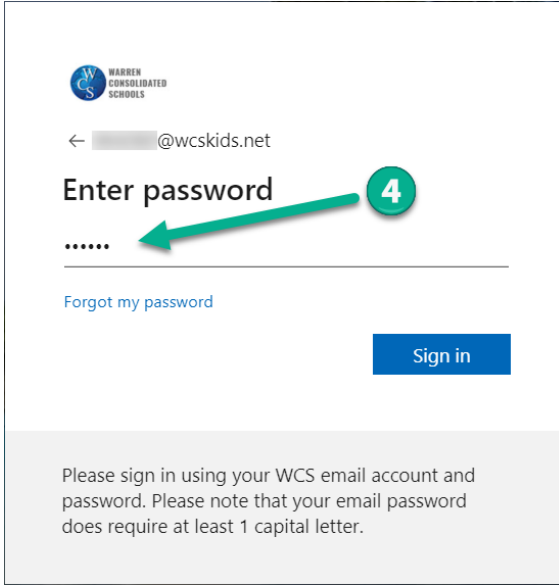 WCS
WARREN
CONSOLIDATED
SCHOOLS
← @wcskids.net
Enter password
4
••••••
Forgot my password
Sign in
Please sign in using your WCS email account and
password. Please note that your email password
does require at least 1 capital letter.